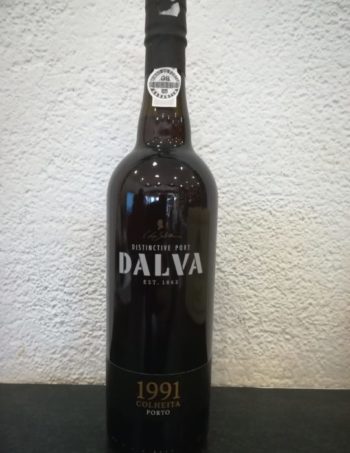 DISTINCTIVE PORT
DALVA
EST. 1862
1991
COLHEITA
PORTO